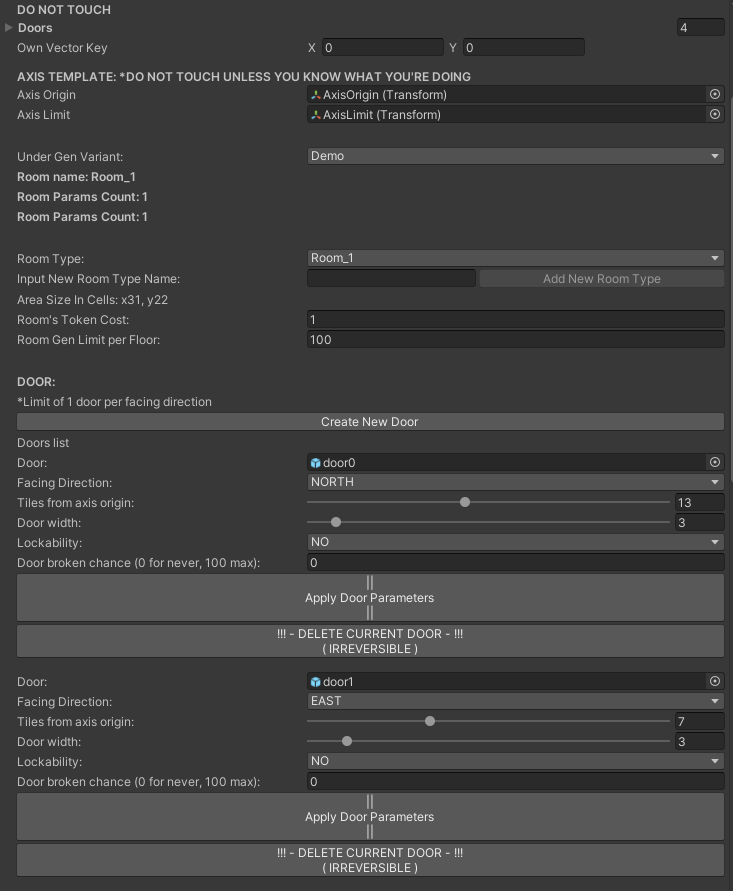 DO NOT TOUCH
Doors 4
Own Vector Key X 0 Y 0
AXIS TEMPLATE: *DO NOT TOUCH UNLESS YOU KNOW WHAT YOU'RE DOING
Axis Origin AxisOrigin (Transform)
Axis Limit AxisLimit (Transform)
Under Gen Variant: Demo
Room name: Room_1
Room Params Count: 1
Room Params Count: 1
Room Type: Room_1
Input New Room Type Name: Add New Room Type
Area Size In Cells: x31, y22
Room's Token Cost: 1
Room Gen Limit per Floor: 100
DOOR:
*Limit of 1 door per facing direction
Create New Door
Doors list
Door: door0
Facing Direction: NORTH
Tiles from axis origin: 13
Door width: 3
Lockability: NO
Door broken chance (0 for never, 100 max): 0
||
Apply Door Parameters
||
!!! - DELETE CURRENT DOOR - !!!
( IRREVERSIBLE )
Door: door1
Facing Direction: EAST
Tiles from axis origin: 7
Door width: 3
Lockability: NO
Door broken chance (0 for never, 100 max): 0
||
Apply Door Parameters
||
!!! - DELETE CURRENT DOOR - !!!
( IRREVERSIBLE )